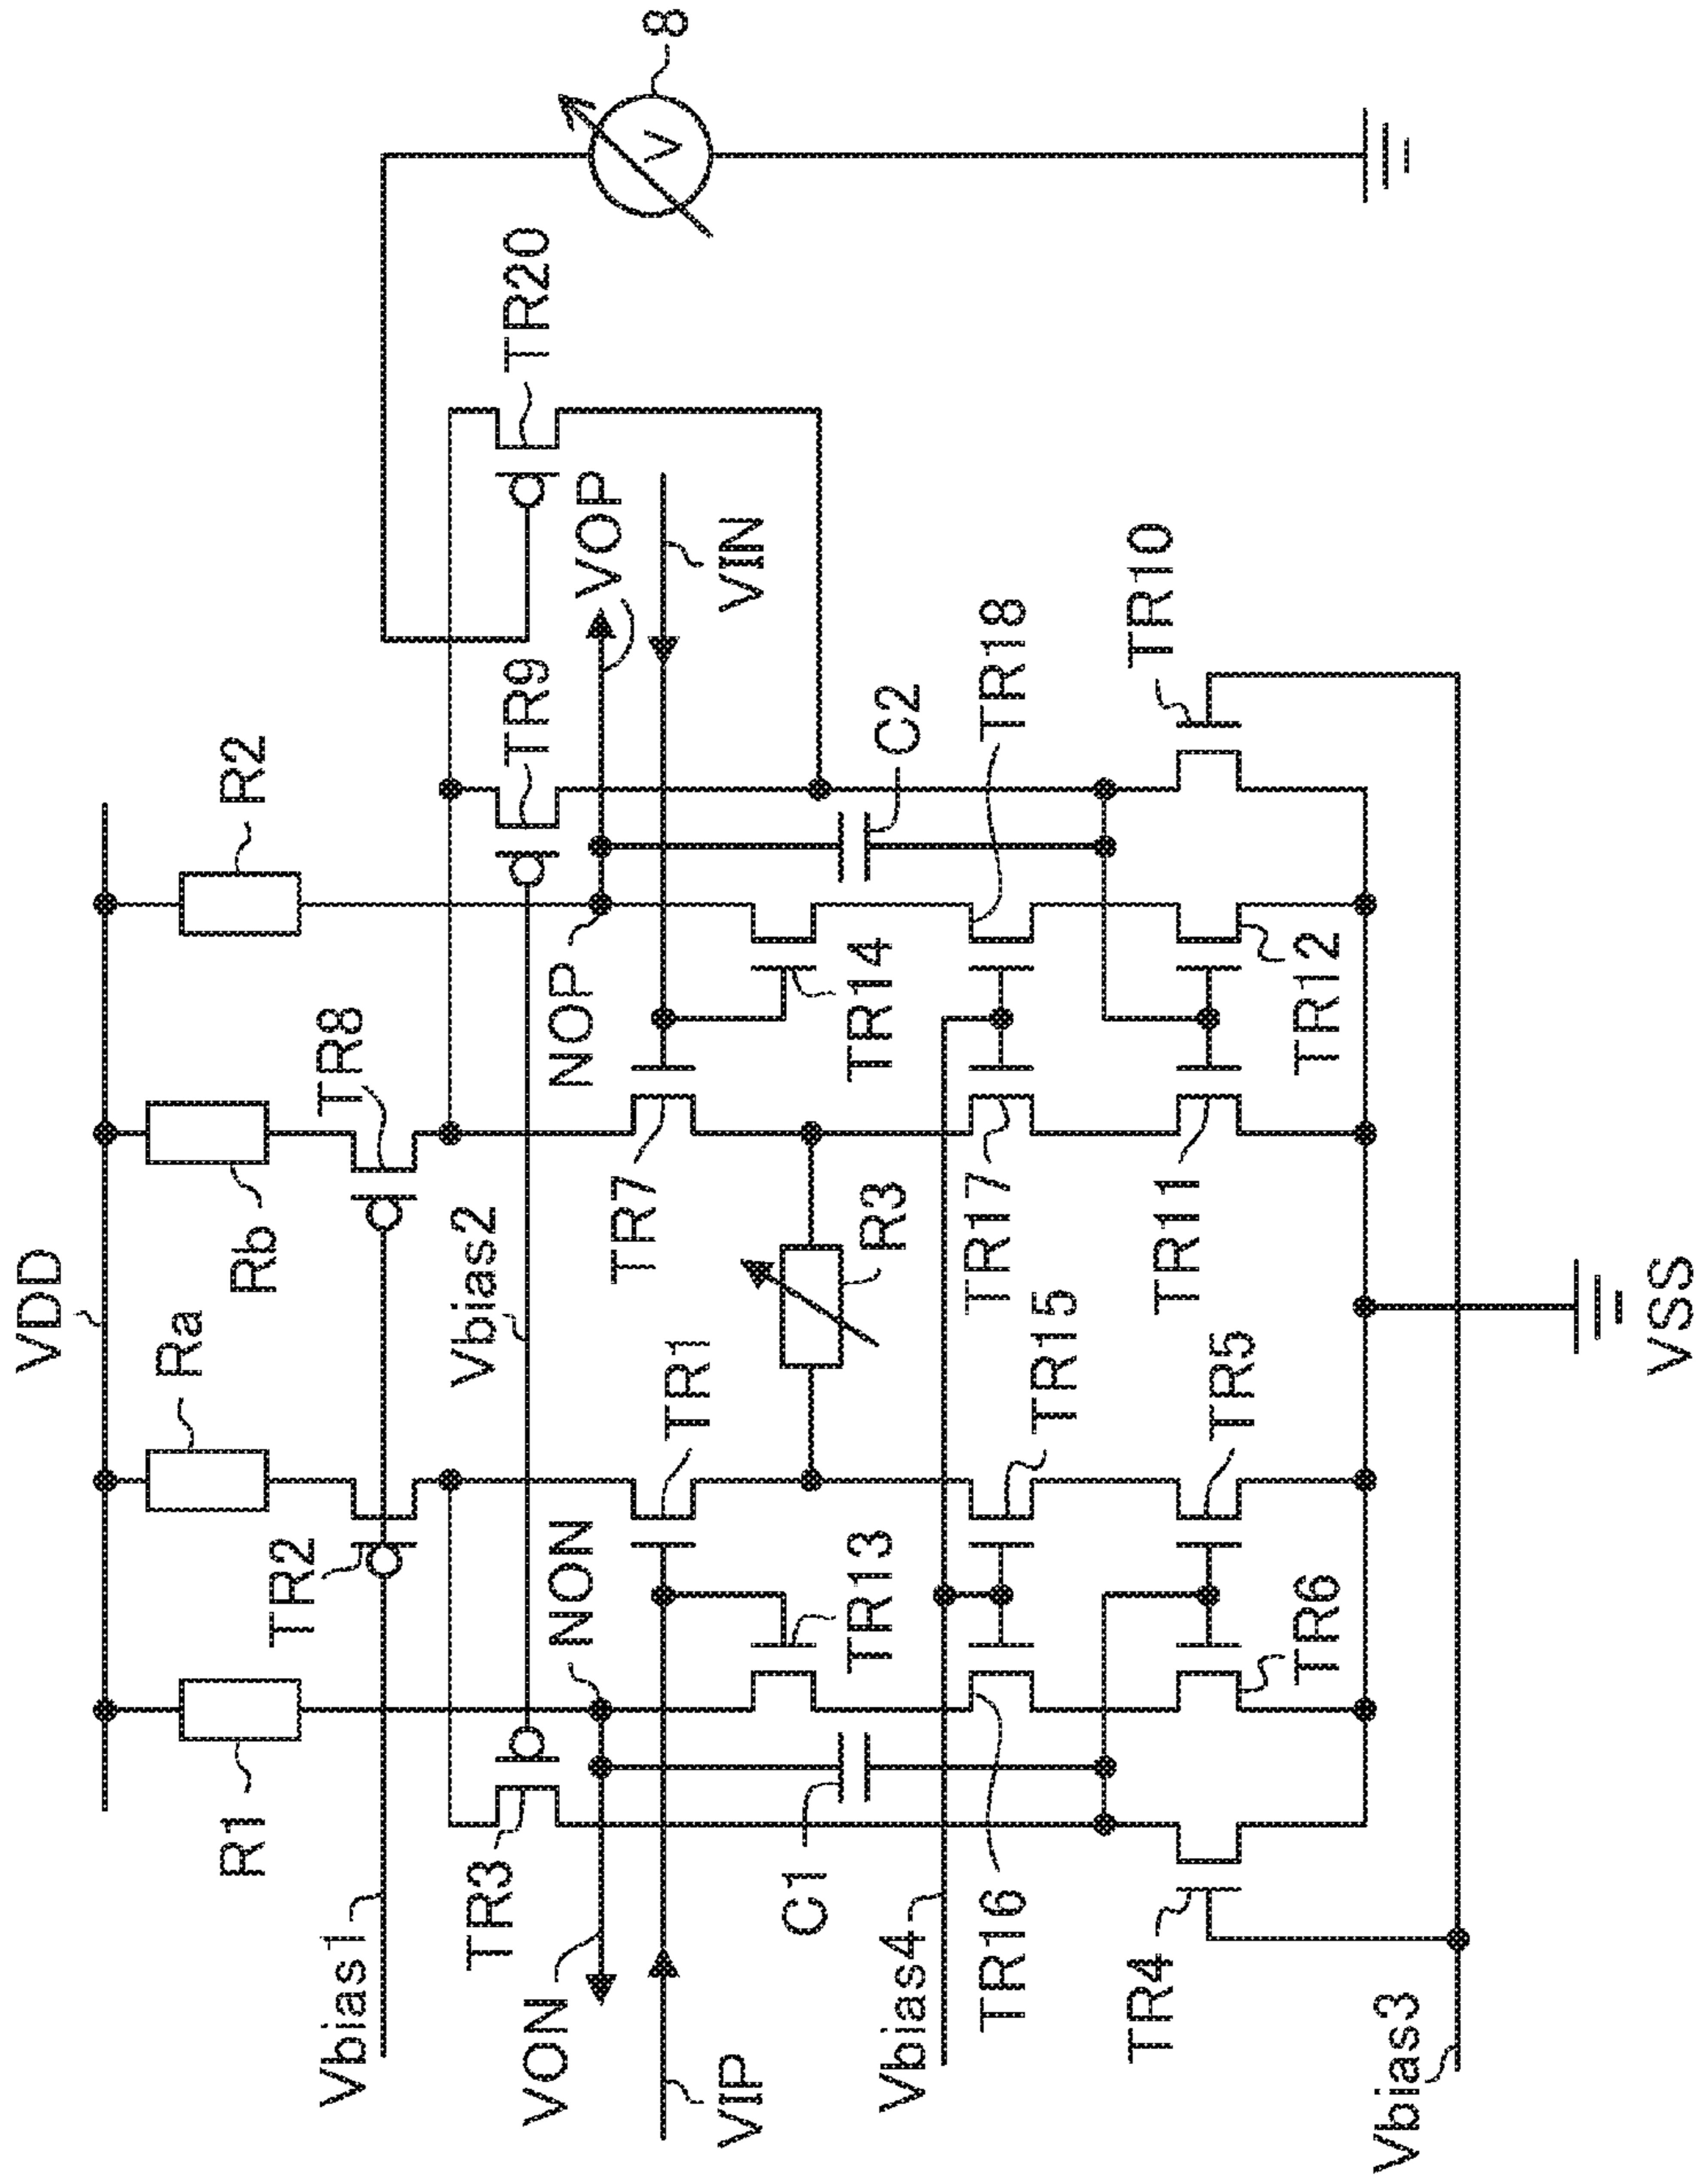 VDD
VSS
R1
Ra
Rb
R2
Vbias1
TR2
TR8
Vbias2
TR3
TR9
TR20
8
V
VON
NON
NOP
VOP
VIP
TR1
TR7
VIN
TR13
TR14
C1
R3
C2
Vbias4
TR16
TR15
TR17
TR18
TR4
TR6
TR5
TR11
TR12
TR10
Vbias3